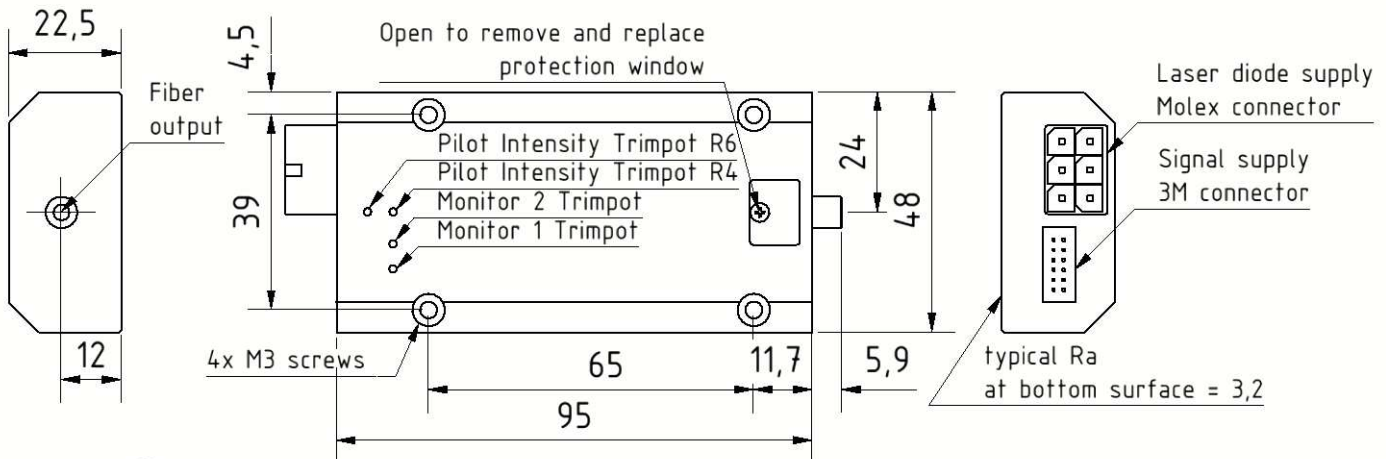 22,5
4,5
Open to remove and replace
protection window
Fiber
output
Pilot Intensity Trimpot R6
Pilot Intensity Trimpot R4
Monitor 2 Trimpot
Monitor 1 Trimpot
39
24
48
Laser diode supply
Molex connector
Signal supply
3M connector
12
4x M3 screws
65
11,7
5,9
95
typical Ra
at bottom surface = 3,2